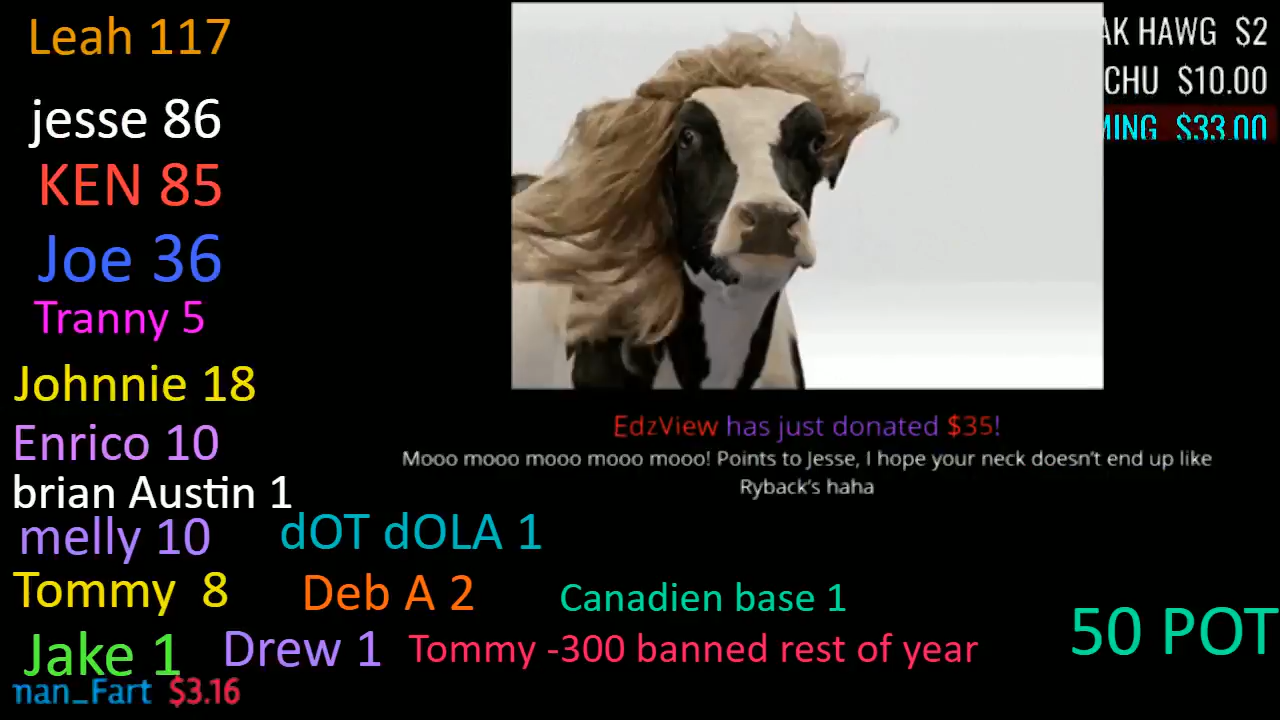 Leah 117
AK HAWG $2
jesse 86
CHU $10.00
MING $33.00
KEN 85
Joe 36
Tranny 5
Johnnie 18
EdzView has just donated $35!
Enrico 10
Mooo mooo mooo mooo mooo! Points to Jesse, I hope your neck doesn't end up like
Ryback's haha
brian Austin 1
melly 10
dOT dOLA 1
Tommy 8
Deb A 2
Canadien base 1
50 POT
Jake 1
Drew 1
Tommy -300 banned rest of year
nan_Fart $3.16